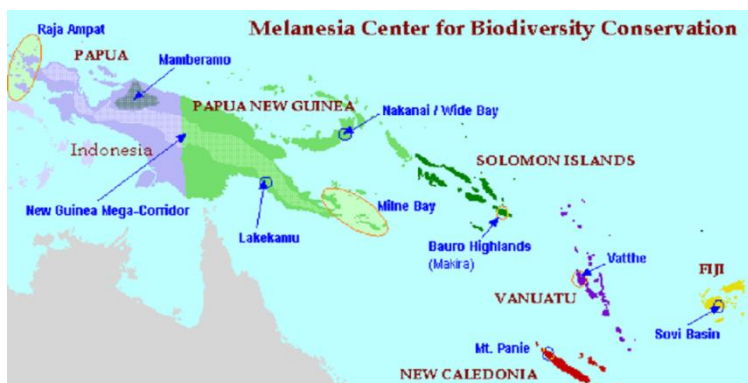 Melanesia Center for Biodiversity Conservation
Raja Ampat
PAPUA
Mamberamo
PAPUA NEW GUINEA
Nakanai / Wide Bay
Indonesia
SOLOMON ISLANDS
New Guinea Mega-Corridor
Milne Bay
Lakekamu
Bauro Highlands
(Makira)
Vatthe
FIJI
VANUATU
Sovi Basin
Mt. Panie
NEW CALEDONIA